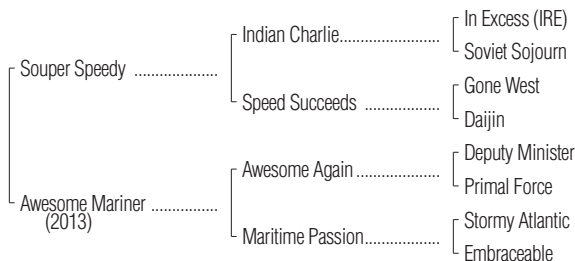 In Excess (IRE)
Indian Charlie....................
Soviet Sojourn
Souper Speedy .................
Gone West
Speed Succeeds ...............
Daijin
Deputy Minister
Awesome Again .................
Primal Force
Awesome Mariner .............
(2013)
Stormy Atlantic
Maritime Passion...............
Embraceable